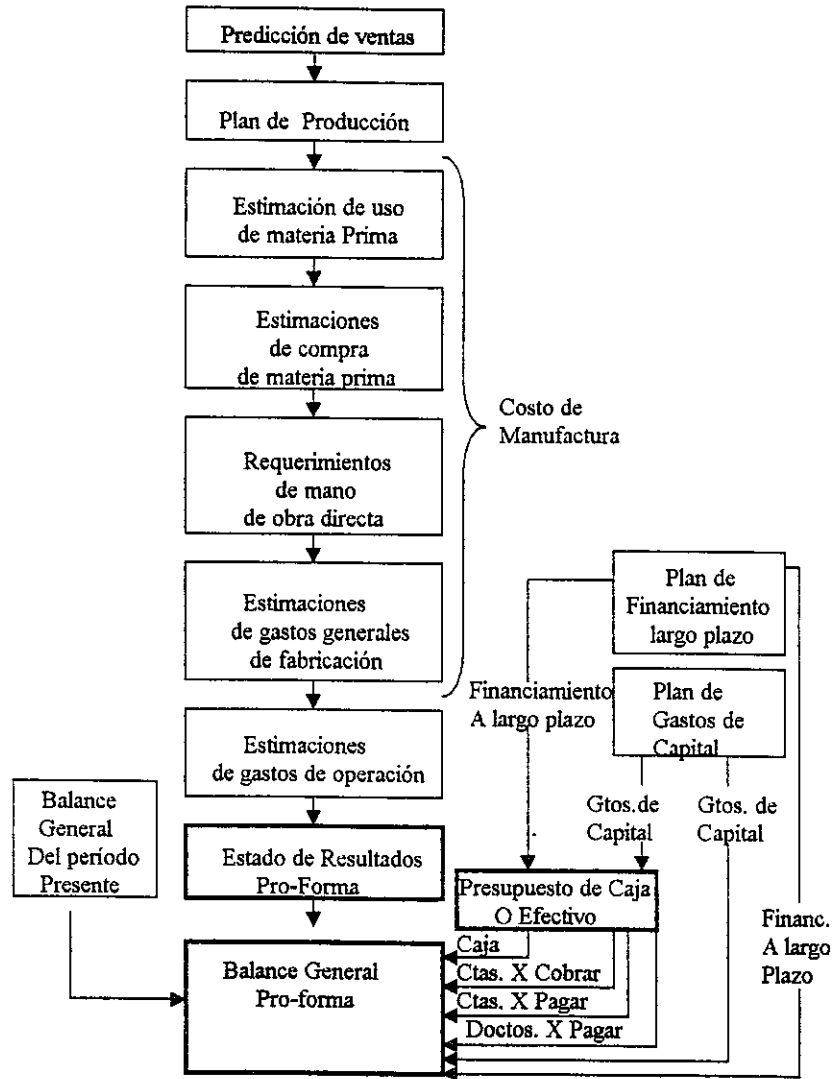 Predicción de ventas
Plan de Producción
Estimación de uso
de materia Prima
Estimaciones
de compra
de materia prima
Requerimientos
de mano
de obra directa
Estimaciones
de gastos generales
de fabricación
Costo de
Manufactura
Estimaciones
de gastos de operación
Plan de
Financiamiento
largo plazo
Financiamiento
A largo plazo
Plan de
Gastos de
Capital
Gtos.de
Capital
Gtos. de
Capital
Balance
General
Del período
Presente
Estado de Resultados
Pro-Forma
Presupuesto de Caja
O Efectivo
Financ.
A largo
Plazo
Balance General
Pro-forma
Caja
Ctas. X Cobrar
Ctas. X Pagar
Doctos. X Pagar